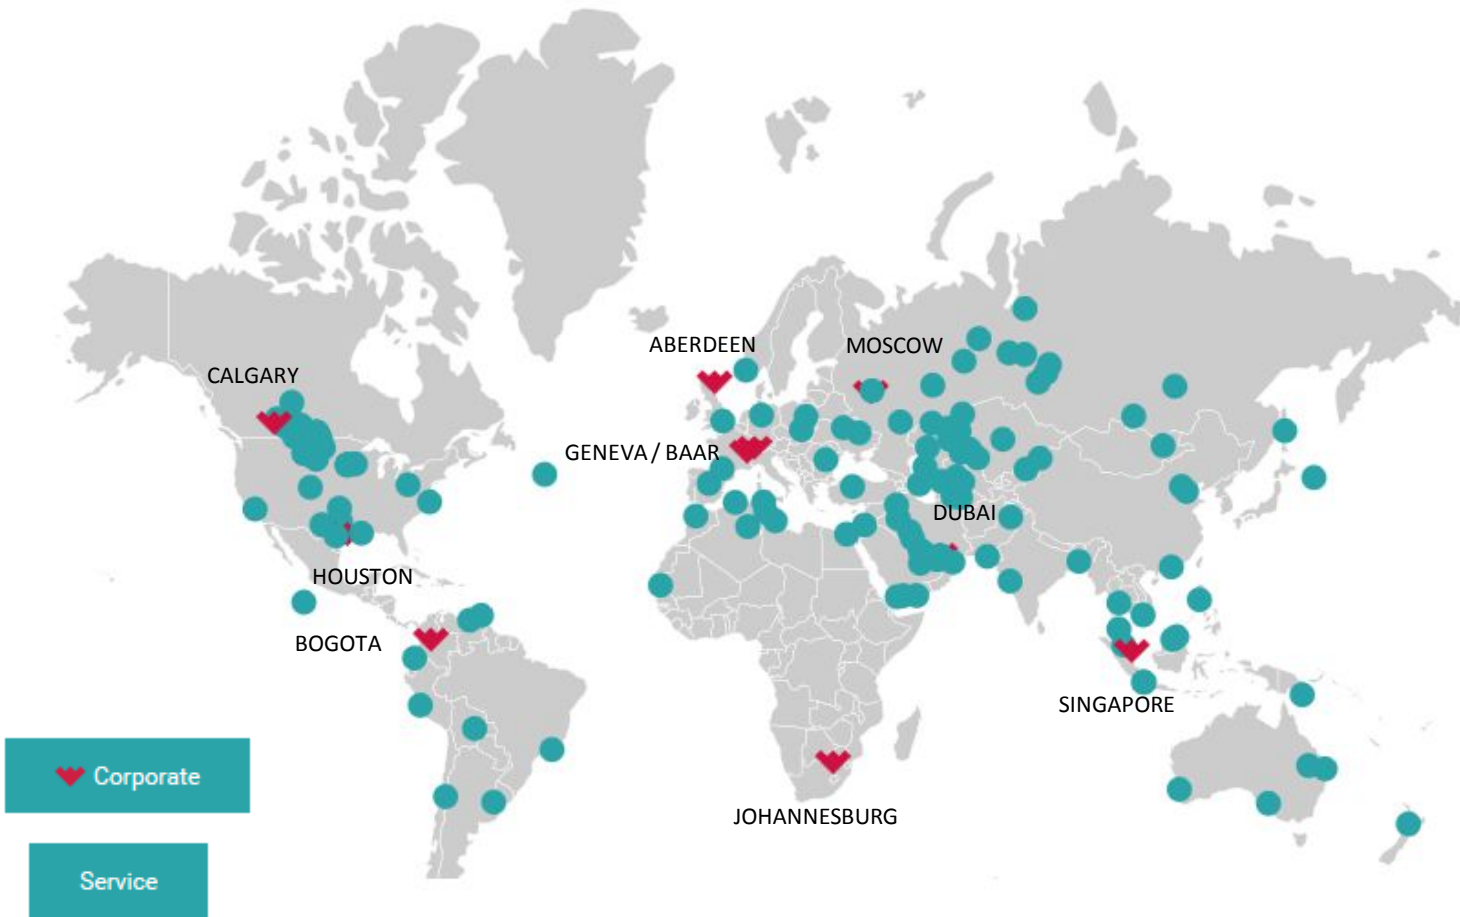 ABERDEEN
MOSCOW
CALGARY
GENEVA / BAAR
DUBAI
HOUSTON
BOGOTA
SINGAPORE
Corporate
JOHANNESBURG
Service